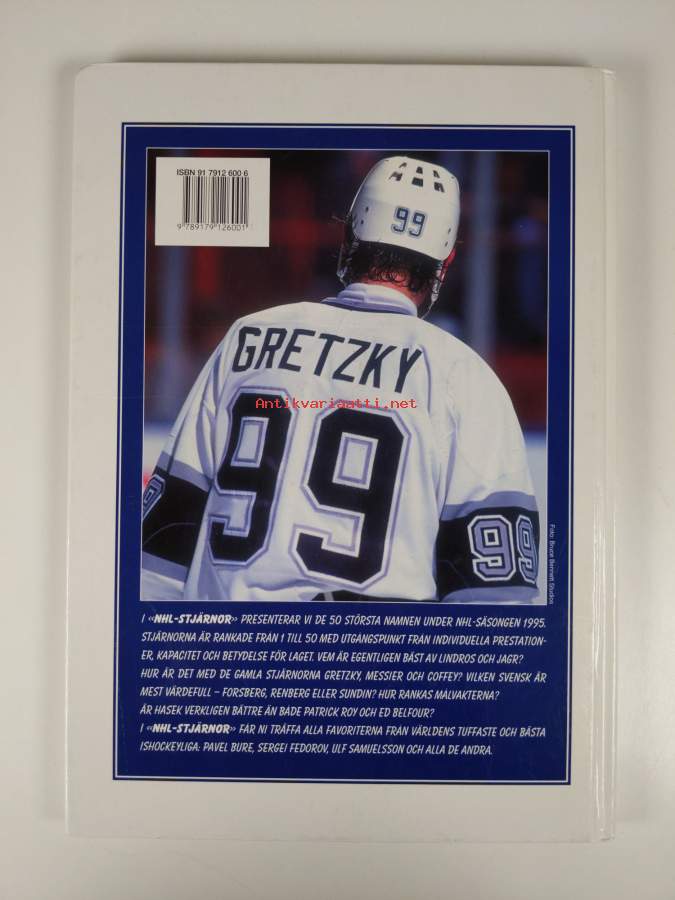 ISBN 91 7912 600 6
9 789179 126001
99
GRETZKY
Antikvariaatti.net
99
99
9
Foto: Bruce Bennett Studios
I «NHL-STJÄRNOR» PRESENTERAR VI DE 50 STÖRSTA NAMNEN UNDER NHL-SÄSONGEN 1995.
STJÄRNORNA ÄR RANKADE FRÅN 1 TILL 50 MED UTGÅNGSPUNKT FRÅN INDIVIDUELLA PRESTATION-
ER, KAPACITET OCH BETYDELSE FÖR LAGET. VEM ÄR EGENTLIGEN BÄST AV LINDROS OCH JAGR?
HUR ÄR DET MED DE GAMLA STJÄRNORNA GRETZKY, MESSIER OCH COFFEY? VILKEN SVENSK ÄR
MEST VÄRDEFULL – FORSBERG, RENBERG ELLER SUNDIN? HUR RANKAS MÅLVAKTERNA?
ÄR HASEK VERKLIGEN BÄTTRE ÄN BÅDE PATRICK ROY OCH ED BELFOUR?
I «NHL-STJÄRNOR» FÅR NI TRÄFFA ALLA FAVORITERNA FRÅN VÄRLDENS TUFFASTE OCH BÄSTA
ISHOCKEYLIGA: PAVEL BURE, SERGEI FEDOROV, ULF SAMUELSSON OCH ALLA DE ANDRA.